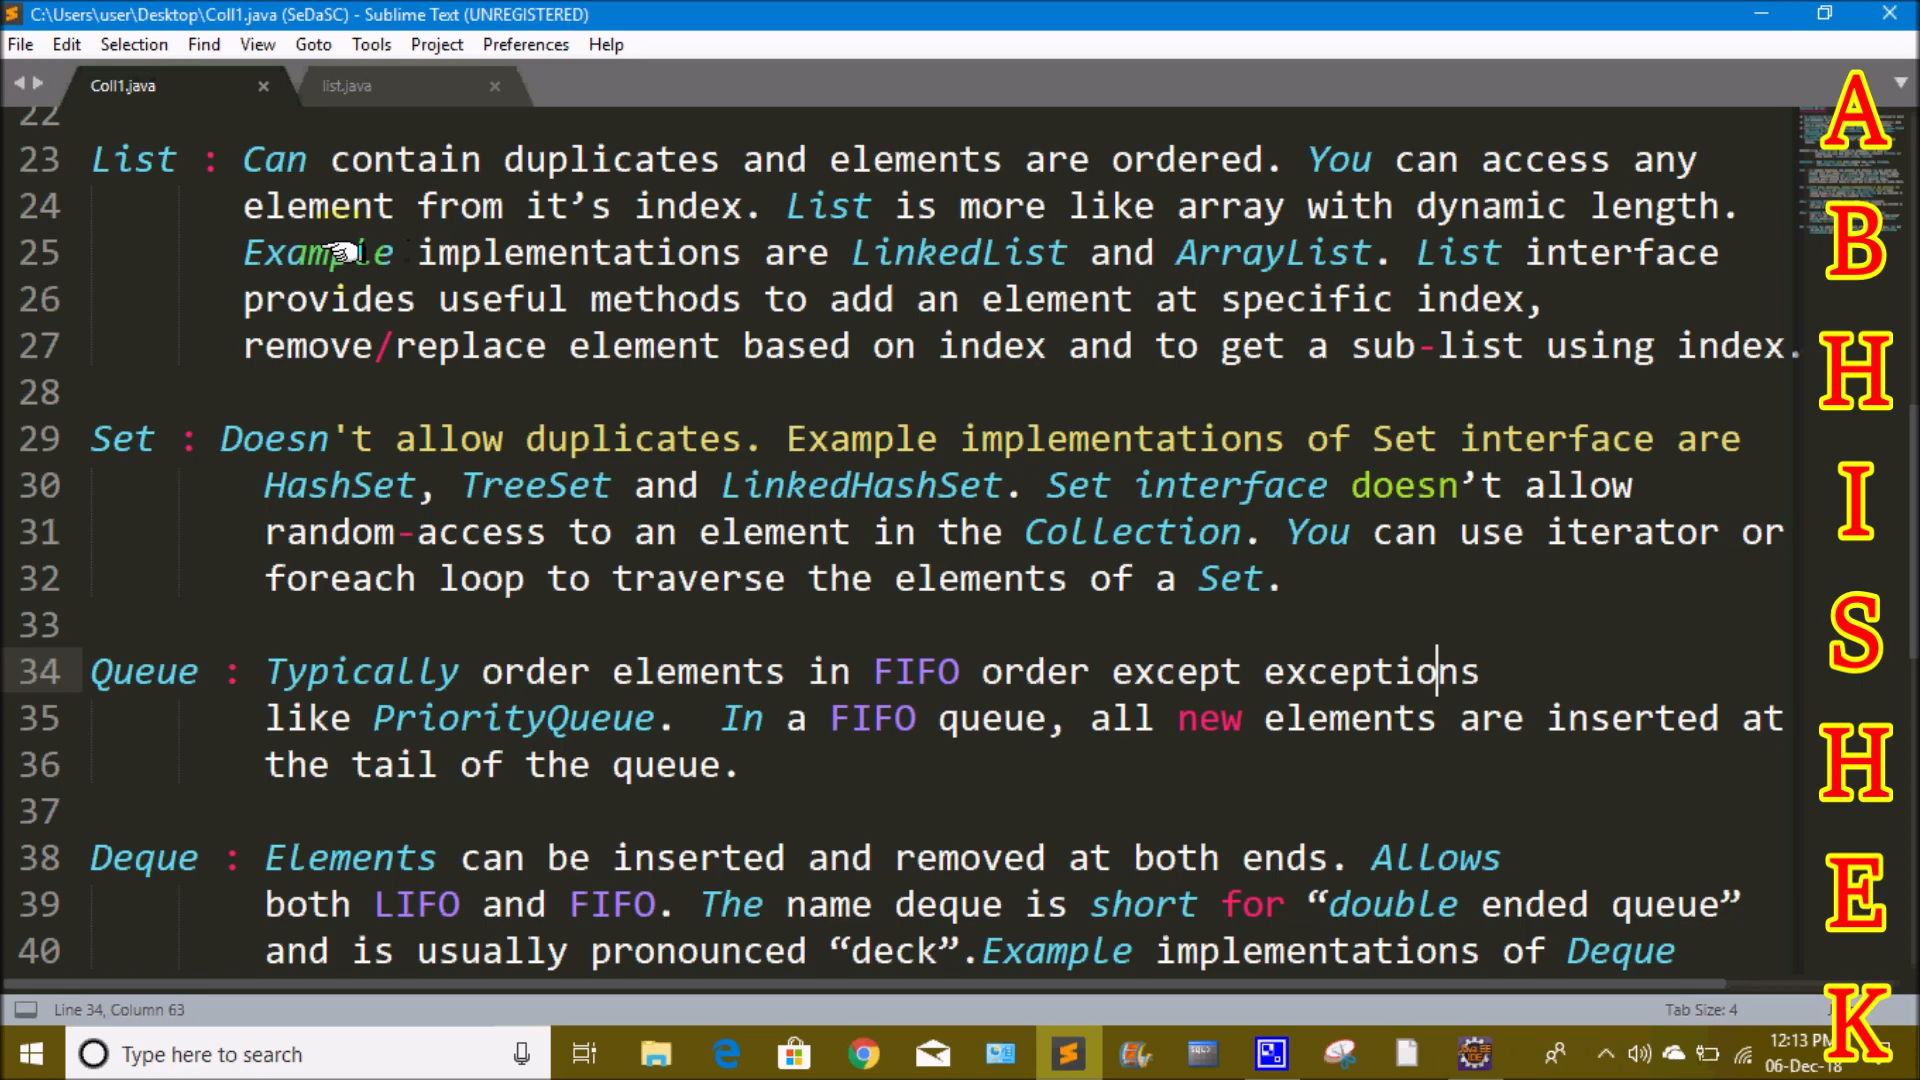 C:\Users\user\Desktop\Coll1.java (SeDaSC) - Sublime Text (UNREGISTERED)
File Edit Selection Find View Goto Tools Project Preferences Help
Coll1.java list.java
22
23 List : Can contain duplicates and elements are ordered. You can access any
24 element from it’s index. List is more like array with dynamic length.
25 Example implementations are LinkedList and ArrayList. List interface
26 provides useful methods to add an element at specific index,
27 remove/replace element based on index and to get a sub-list using index.
28
29 Set : Doesn't allow duplicates. Example implementations of Set interface are
30 HashSet, TreeSet and LinkedHashSet. Set interface doesn’t allow
31 random-access to an element in the Collection. You can use iterator or
32 foreach loop to traverse the elements of a Set.
33
34 Queue : Typically order elements in FIFO order except exceptions
35 like PriorityQueue. In a FIFO queue, all new elements are inserted at
36 the tail of the queue.
37
38 Deque : Elements can be inserted and removed at both ends. Allows
39 both LIFO and FIFO. The name deque is short for “double ended queue”
40 and is usually pronounced “deck”.Example implementations of Deque
Line 34, Column 63 Tab Size: 4
Type here to search
12:13 PM
06-Dec-18
A
B
H
I
S
H
E
K